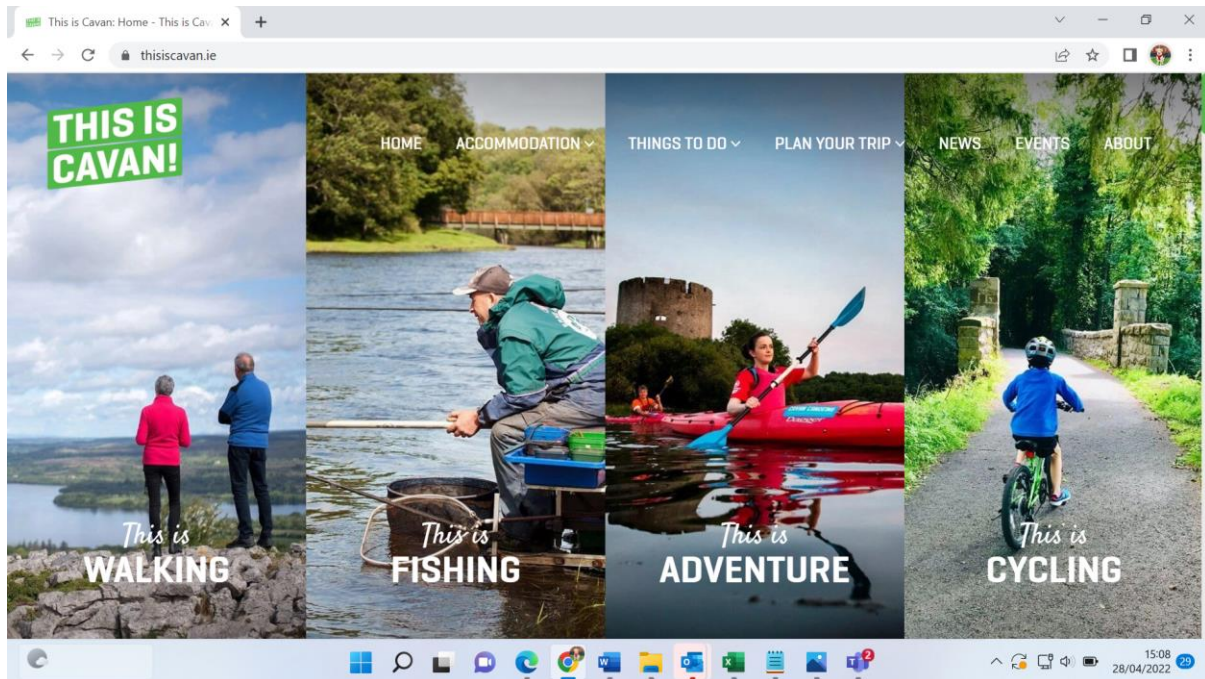 This is Cavan: Home - This is Cav
thisiscavan.ie
THIS IS
CAVAN!
HOME ACCOMMODATION THINGS TO DO PLAN YOUR TRIP NEWS EVENTS ABOUT
This is
WALKING
This is
FISHING
This is
ADVENTURE
This is
CYCLING
2
15:08
28/04/2022
29